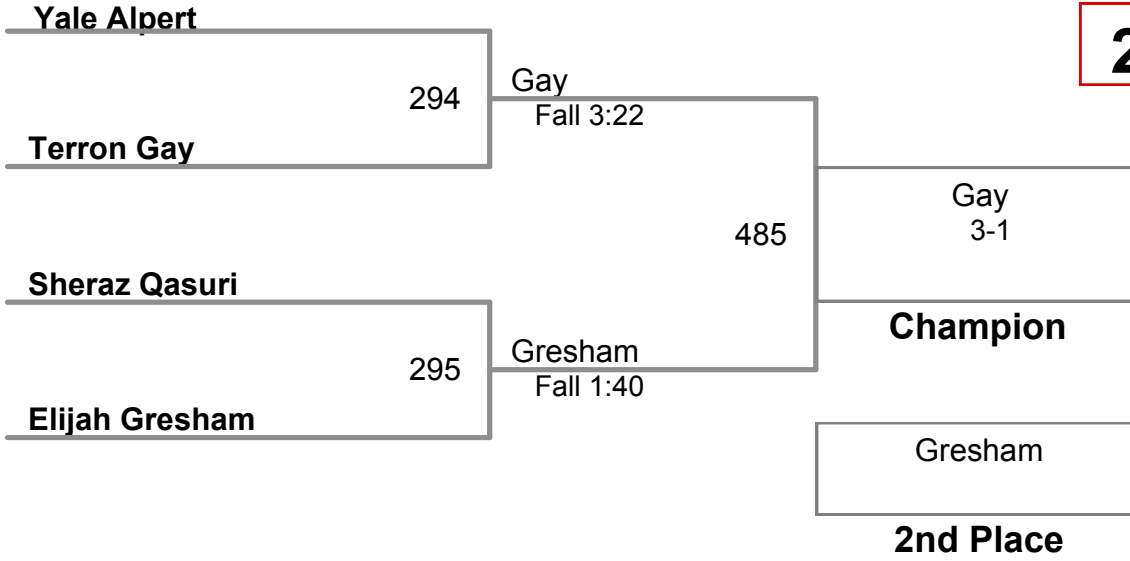 Yale Alpert
2
294
Gay
Fall 3:22
Terron Gay
Gay
3-1
485
Sheraz Qasuri
Champion
295
Gresham
Fall 1:40
Elijah Gresham
Gresham
2nd Place